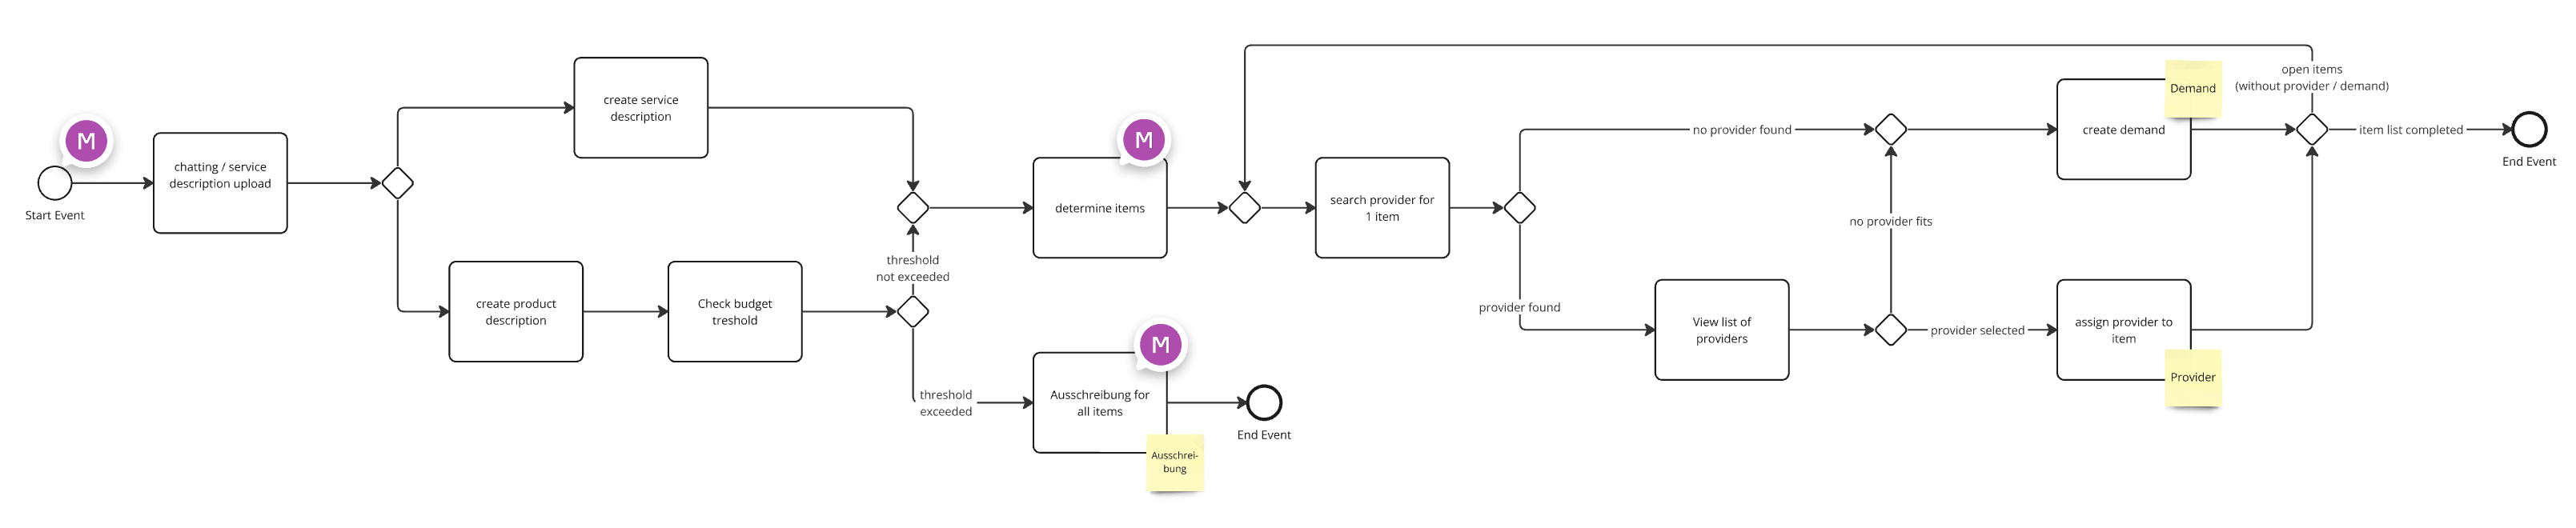 M
Start Event
chatting / service
description upload
create service
description
create product
description
Check budget
treshold
threshold
not exceeded
threshold
exceeded
M
determine items
M
Ausschreibung for
all items
Ausschrei-
bung
End Event
search provider for
1 item
no provider found
provider found
View list of
providers
no provider fits
provider selected
Demand
create demand
assign provider to
item
Provider
open items
(without provider / demand)
item list completed
End Event